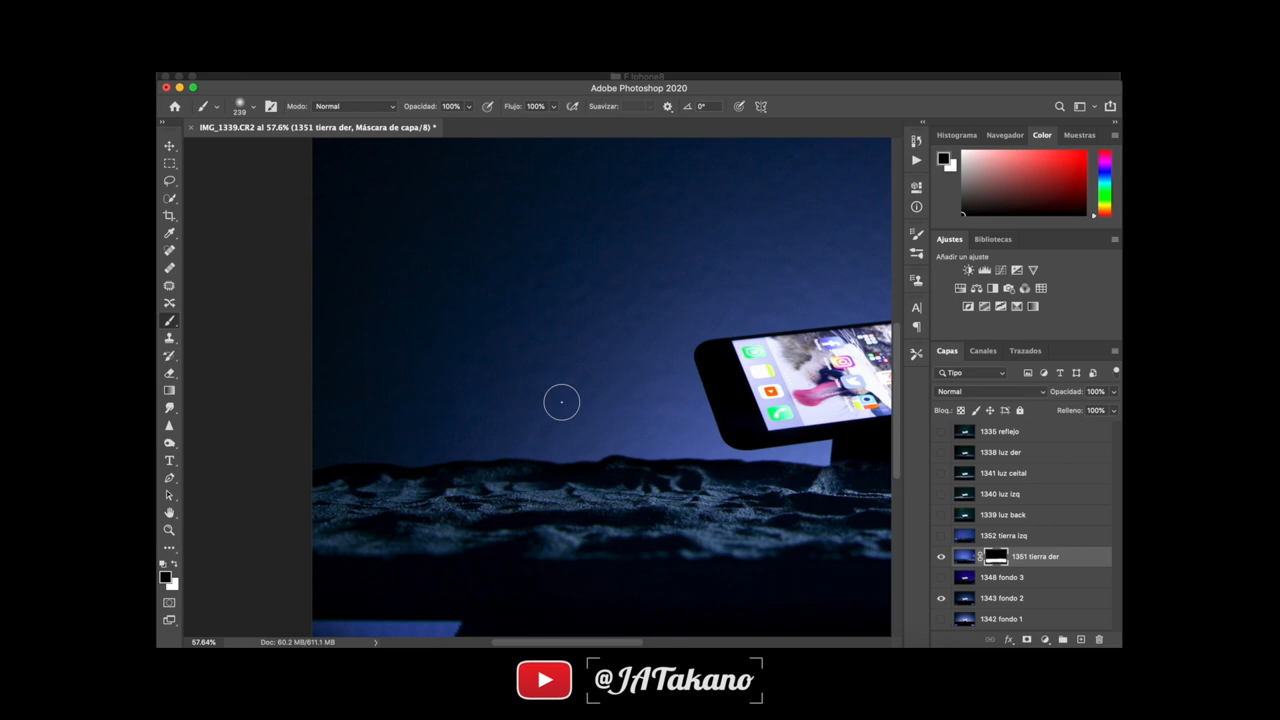 F Iphone8
Adobe Photoshop 2020
239
Modo: Normal
Opacidad: 100%
Flujo: 100%
Suavizar:
0°
IMG_1339.CR2 al 57.6% (1351 tierra der, Máscara de capa/8) *
Histograma Navegador Color Muestras
Ajustes Bibliotecas
Añadir un ajuste
Capas Canales Trazados
Tipo
Normal Opacidad: 100%
Bloq.: Relleno: 100%
1335 reflejo
1338 luz der
1341 luz ceital
1340 luz izq
1339 luz back
1352 tierra izq
1351 tierra der
1348 fondo 3
1343 fondo 2
1342 fondo 1
57.64% Doc: 60.2 MB/611.1 MB
@JATakano